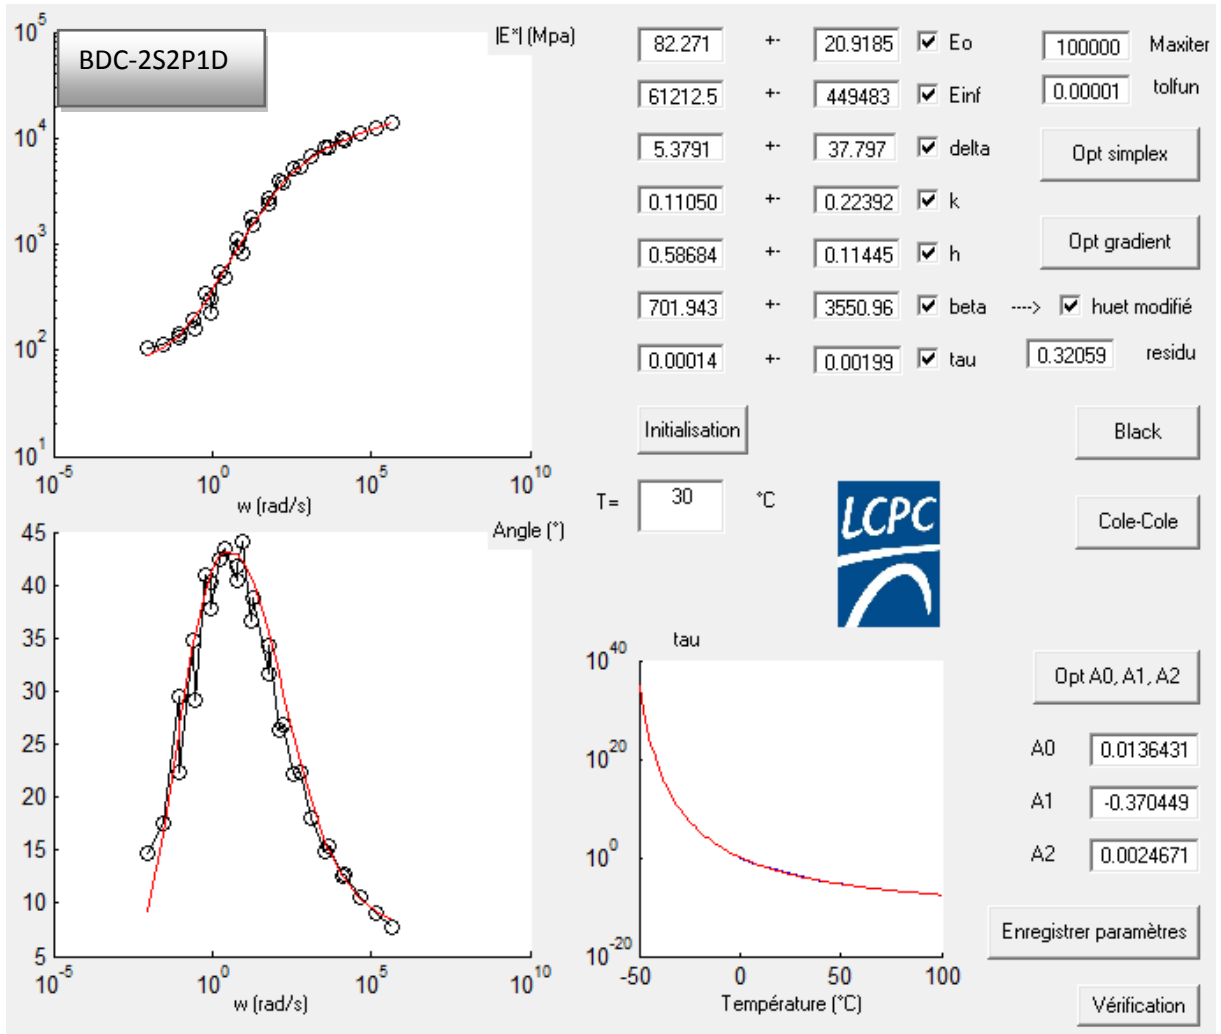 BDC-2S2P1D
|E*| (Mpa)
10^5
10^4
10^3
10^2
10^1
10^-5
10^0
10^5
10^10
w (rad/s)
Angle (°)
45
40
35
30
25
20
15
10
5
10^-5
10^0
10^5
10^10
w (rad/s)
82.271 +- 20.9185 Eo
61212.5 +- 449483 Einf
5.3791 +- 37.797 delta
0.11050 +- 0.22392 k
0.58684 +- 0.11445 h
701.943 +- 3550.96 beta ----> huet modifié
0.00014 +- 0.00199 tau
100000 Maxiter
0.00001 tolfun
Opt simplex
Opt gradient
0.32059 residu
Initialisation
Black
T= 30 °C
LCPC
Cole-Cole
tau
10^40
10^20
10^0
10^-20
-50
0
50
100
Température (°C)
Opt A0, A1, A2
A0 0.0136431
A1 -0.370449
A2 0.0024671
Enregistrer paramètres
Vérification